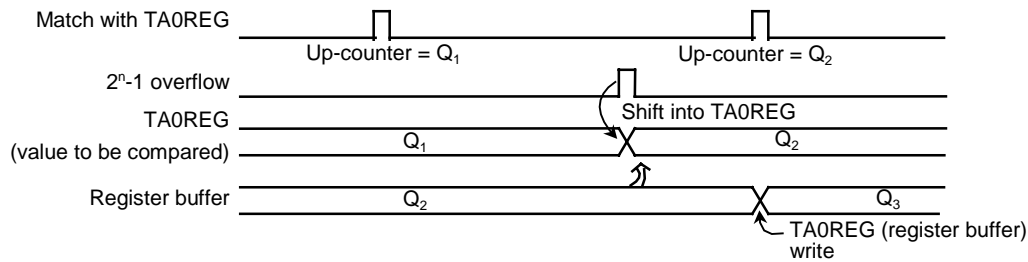 Match with TA0REG
Up-counter = Q1
Up-counter = Q2
2n-1 overflow
Shift into TA0REG
TA0REG
(value to be compared)
Q1
Q2
Register buffer
Q2
Q3
TA0REG (register buffer)
write